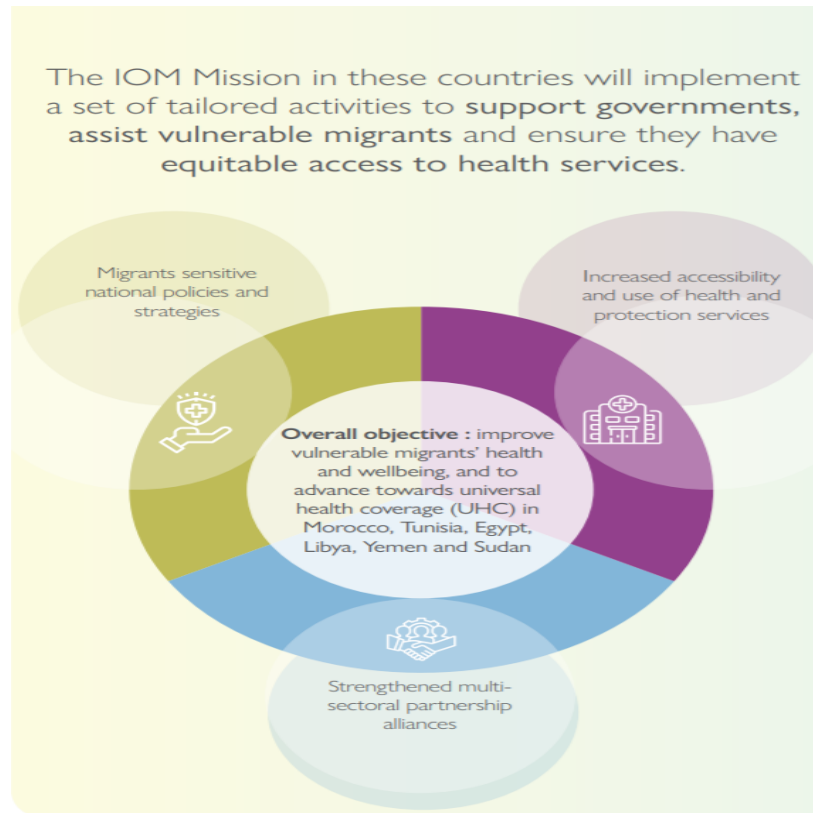 The IOM Mission in these countries will implement
a set of tailored activities to support governments,
assist vulnerable migrants and ensure they have
equitable access to health services.
Migrants sensitive
national policies and
strategies
Increased accessibility
and use of health and
protection services
Overall objective : improve
vulnerable migrants’ health
and wellbeing, and to
advance towards universal
health coverage (UHC) in
Morocco, Tunisia, Egypt,
Libya, Yemen and Sudan
Strengthened multi-
sectoral partnership
alliances